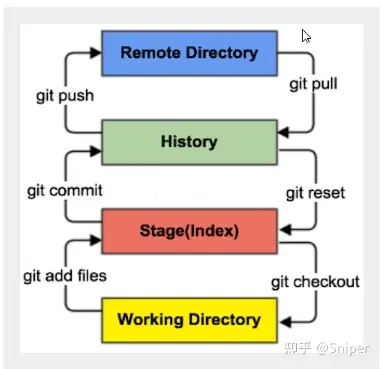 Remote Directory
git push
git pull
History
git commit
git reset
Stage(Index)
git add files
git checkout
Working Directory
知乎 @Sniper